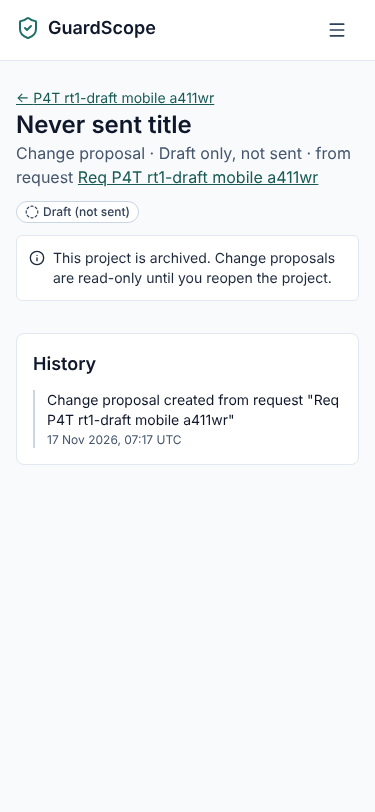 GuardScope
← P4T rt1-draft mobile a411wr
Never sent title
Change proposal · Draft only, not sent · from
request Req P4T rt1-draft mobile a411wr
Draft (not sent)
This project is archived. Change proposals
are read-only until you reopen the project.
History
Change proposal created from request "Req
P4T rt1-draft mobile a411wr"
17 Nov 2026, 07:17 UTC